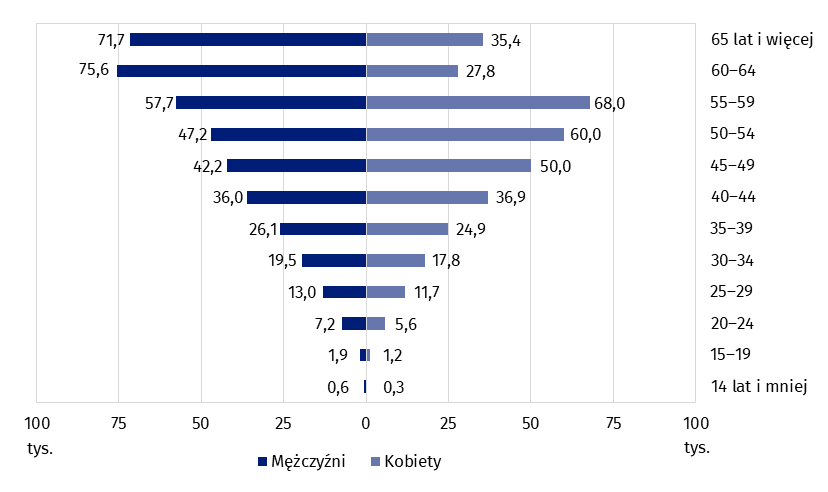 71,7 35,4 65 lat i więcej
75,6 27,8 60–64
57,7 68,0 55–59
47,2 60,0 50–54
42,2 50,0 45–49
36,0 36,9 40–44
26,1 24,9 35–39
19,5 17,8 30–34
13,0 11,7 25–29
7,2 5,6 20–24
1,9 1,2 15–19
0,6 0,3 14 lat i mniej
100 75 50 25 0 25 50 75 100
tys. tys.
Mężczyźni Kobiety